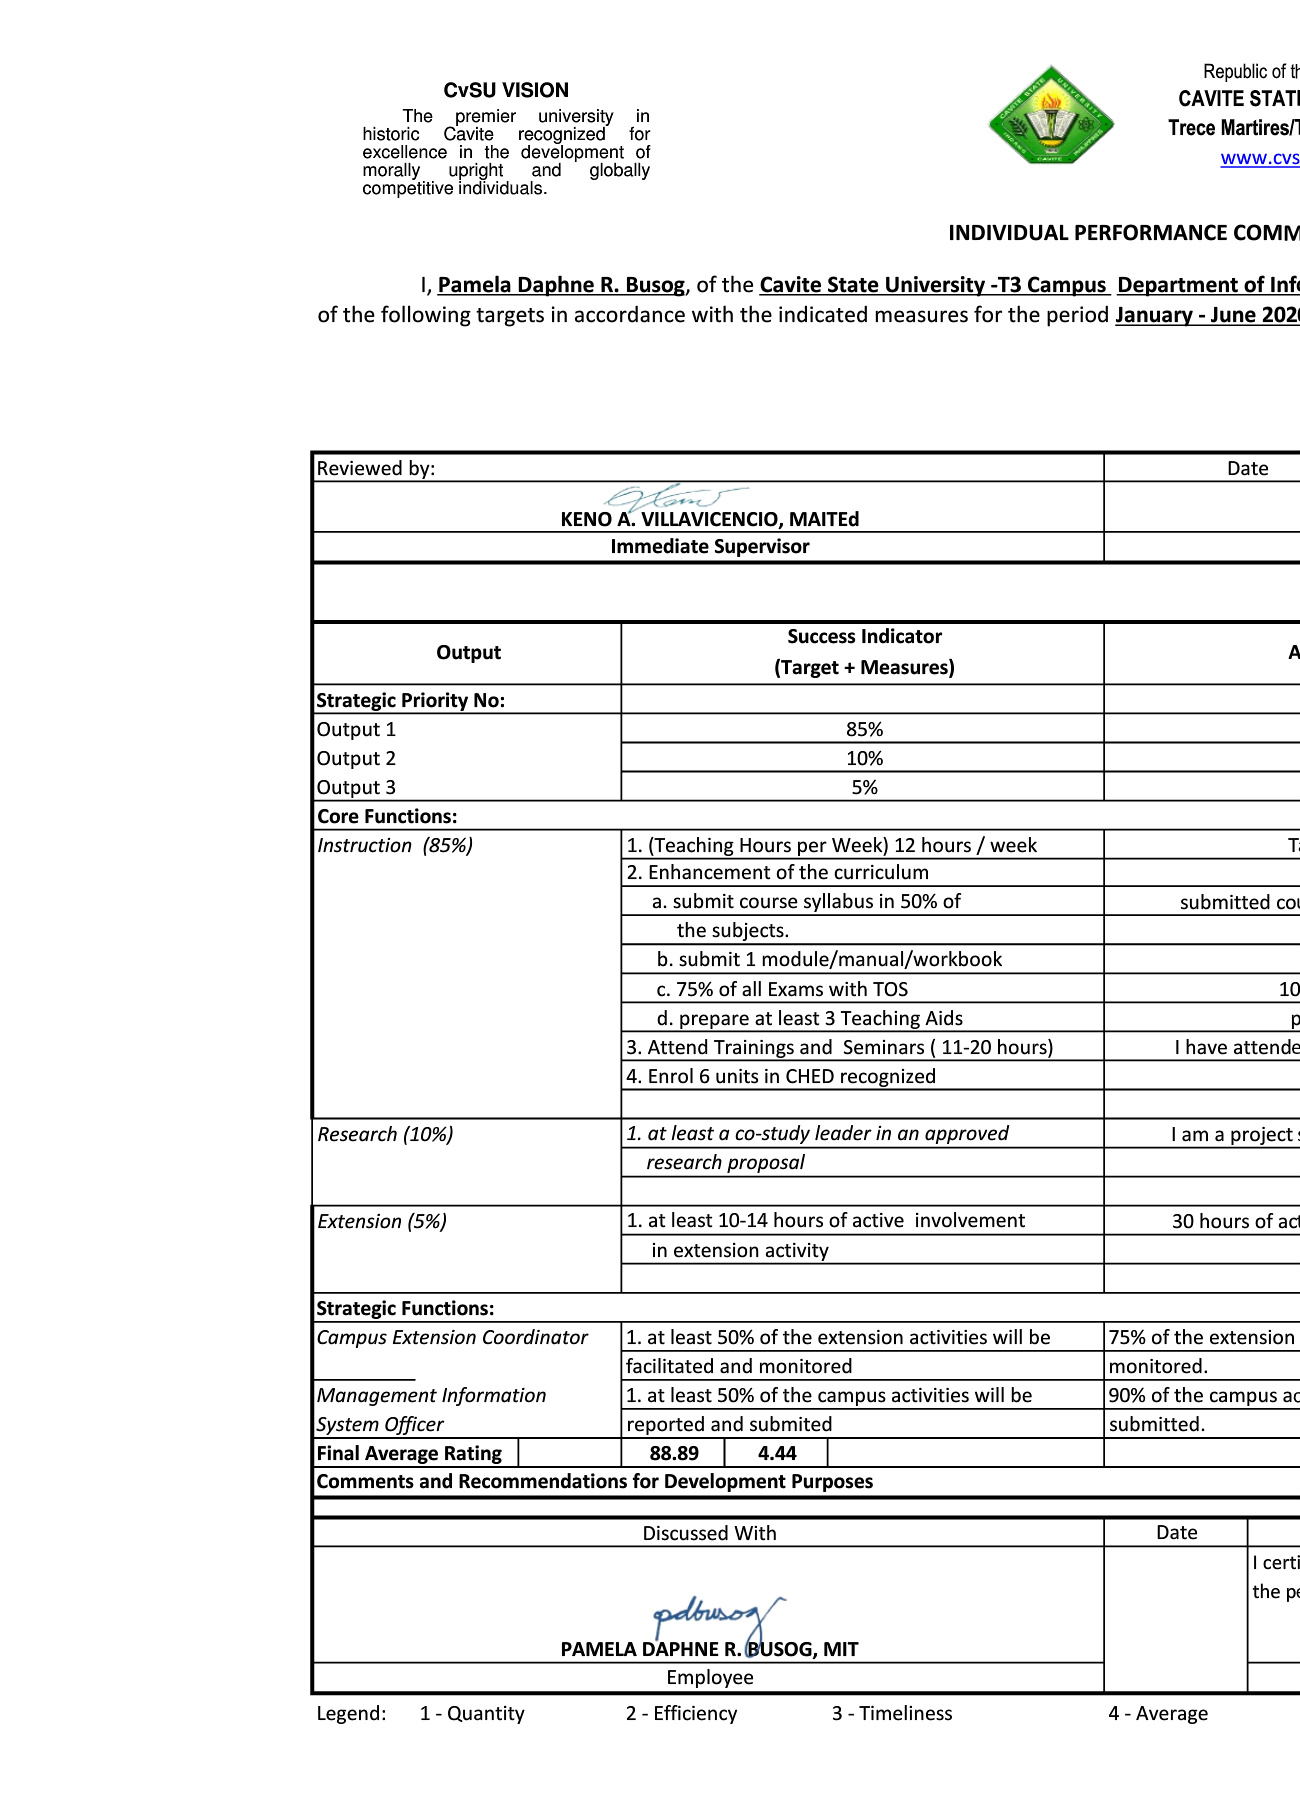 CvSU VISION
The premier university in
historic Cavite recognized for
excellence in the development of
morally upright and globally
competitive individuals.
CAVITE STATE UNIVERSITY
CAVITE
Republic of th
CAVITE STATE
Trece Martires/T
www.cvs
INDIVIDUAL PERFORMANCE COMM
I, Pamela Daphne R. Busog, of the Cavite State University -T3 Campus Department of Info
of the following targets in accordance with the indicated measures for the period January - June 2020
Reviewed by: Date
KENO A. VILLAVICENCIO, MAITEd
Immediate Supervisor
Output Success Indicator A
(Target + Measures)
Strategic Priority No:
Output 1 85%
Output 2 10%
Output 3 5%
Core Functions:
Instruction (85%) 1. (Teaching Hours per Week) 12 hours / week Ta
2. Enhancement of the curriculum
a. submit course syllabus in 50% of submitted cou
the subjects.
b. submit 1 module/manual/workbook
c. 75% of all Exams with TOS 10
d. prepare at least 3 Teaching Aids p
3. Attend Trainings and Seminars ( 11-20 hours) I have attende
4. Enrol 6 units in CHED recognized
Research (10%) 1. at least a co-study leader in an approved I am a project s
research proposal
Extension (5%) 1. at least 10-14 hours of active involvement 30 hours of act
in extension activity
Strategic Functions:
Campus Extension Coordinator 1. at least 50% of the extension activities will be 75% of the extension
facilitated and monitored monitored.
Management Information 1. at least 50% of the campus activities will be 90% of the campus ac
System Officer reported and submited submitted.
Final Average Rating 88.89 4.44
Comments and Recommendations for Development Purposes
Discussed With Date
I certi
the pe
pdbusog
PAMELA DAPHNE R. BUSOG, MIT
Employee
Legend: 1 - Quantity 2 - Efficiency 3 - Timeliness 4 - Average